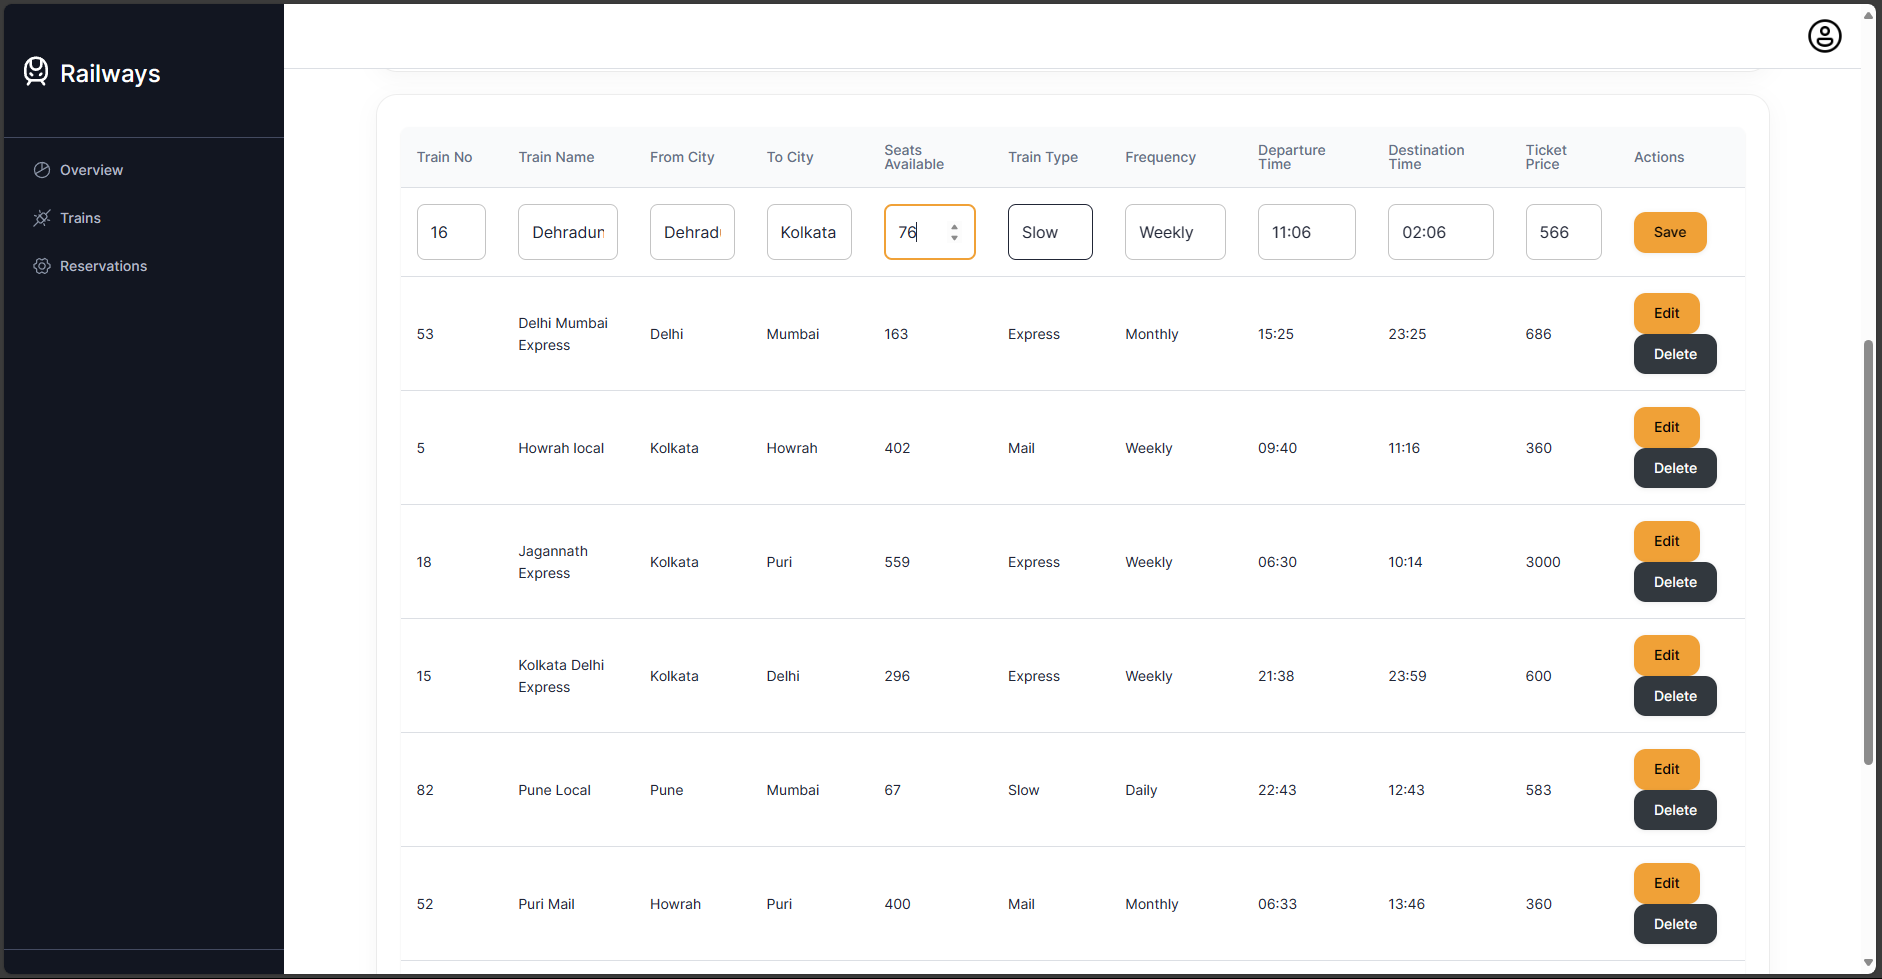 Railways
Overview
Trains
Reservations
Train No Train Name From City To City Seats Available Train Type Frequency Departure Time Destination Time Ticket Price Actions
16 Dehradun Dehrad Kolkata 76 Slow Weekly 11:06 02:06 566 Save
53 Delhi Mumbai Express Delhi Mumbai 163 Express Monthly 15:25 23:25 686 Edit Delete
5 Howrah local Kolkata Howrah 402 Mail Weekly 09:40 11:16 360 Edit Delete
18 Jagannath Express Kolkata Puri 559 Express Weekly 06:30 10:14 3000 Edit Delete
15 Kolkata Delhi Express Kolkata Delhi 296 Express Weekly 21:38 23:59 600 Edit Delete
82 Pune Local Pune Mumbai 67 Slow Daily 22:43 12:43 583 Edit Delete
52 Puri Mail Howrah Puri 400 Mail Monthly 06:33 13:46 360 Edit Delete